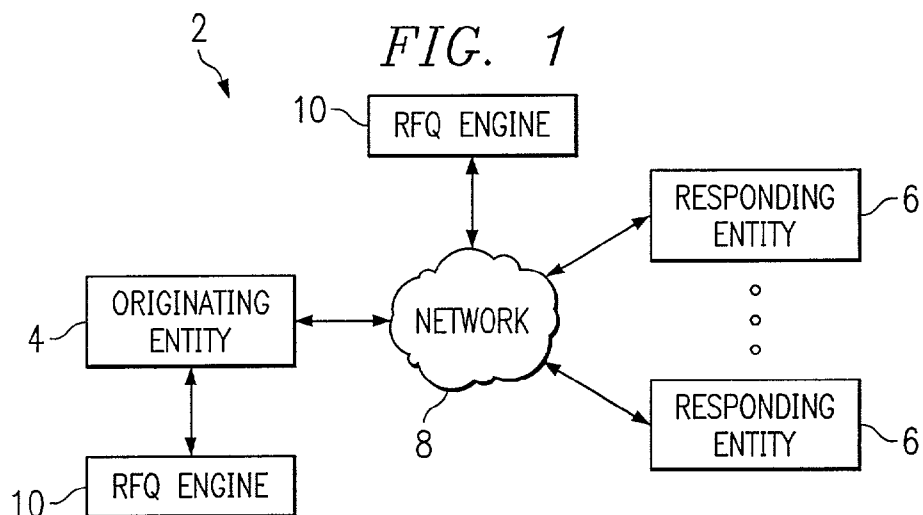 2
FIG. 1
10
RFQ ENGINE
RESPONDING
ENTITY
6
ORIGINATING
ENTITY
4
NETWORK
8
RESPONDING
ENTITY
6
RFQ ENGINE
10